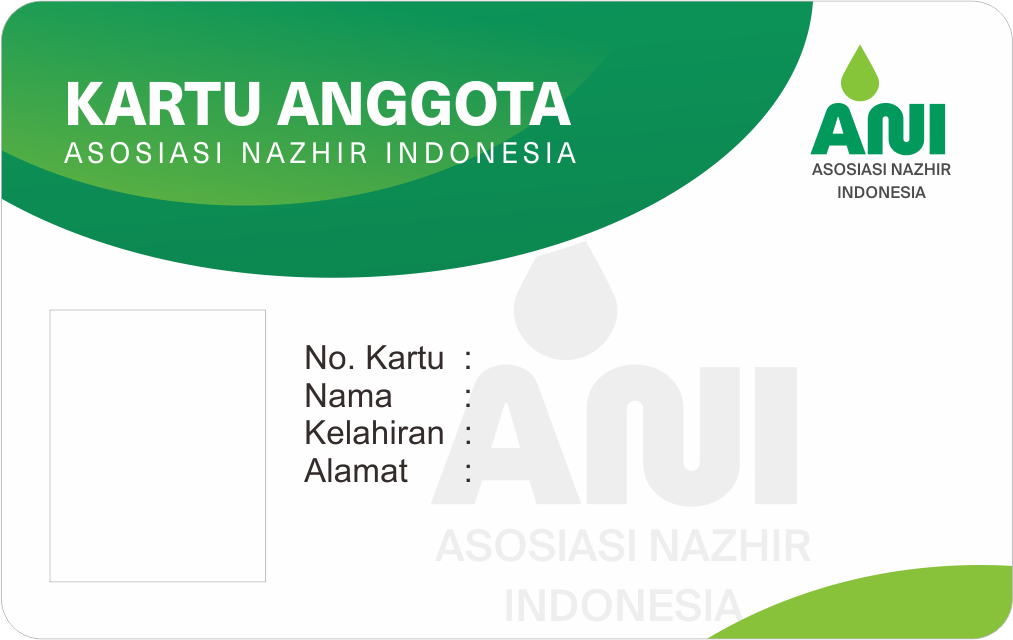 KARTU ANGGOTA
ASOSIASI NAZHIR INDONESIA
ANI
ASOSIASI NAZHIR
INDONESIA
No. Kartu :
Nama :
Kelahiran :
Alamat :
ANI
ASOSIASI NAZHIR
INDONESIA